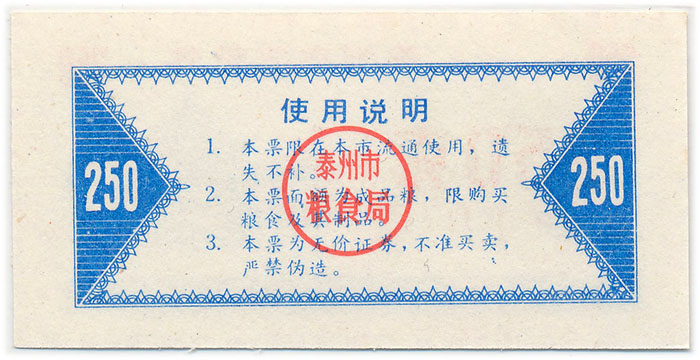 使用说明
1. 本票限在本市流通使用，遗
失不补。
2. 本票面额为成品粮，限购买
粮食及其制品。
3. 本票为无价证券，不准买卖，
严禁伪造。
250
250
泰州市
粮食局